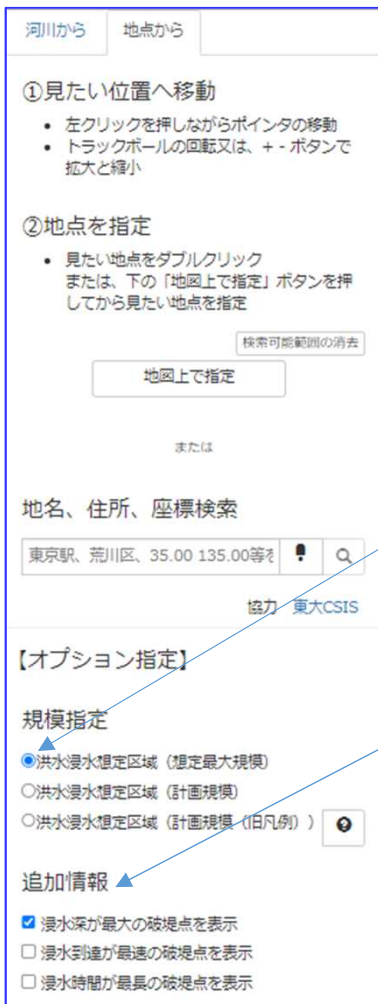 河川から 地点から
①見たい位置へ移動
• 左クリックを押しながらポインタの移動
• トラックボールの回転又は、+ - ボタンで
拡大と縮小
②地点を指定
• 見たい地点をダブルクリック
または、下の「地図上で指定」ボタンを押
してから見たい地点を指定
検索可能範囲の消去
地図上で指定
または
地名、住所、座標検索
東京駅、荒川区、35.00 135.00等を
協力 東大CSIS
【オプション指定】
規模指定
洪水浸水想定区域（想定最大規模）
洪水浸水想定区域（計画規模）
洪水浸水想定区域（計画規模（旧凡例））
追加情報
浸水深が最大の破堤点を表示
浸水到達が最速の破堤点を表示
浸水時間が最長の破堤点を表示